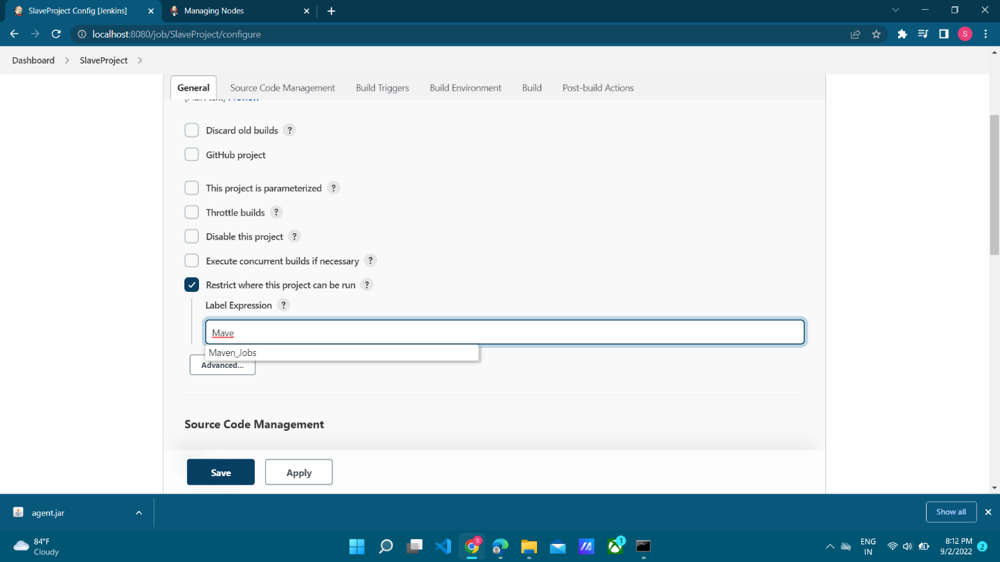 SlaveProject Config [Jenkins]
Managing Nodes
localhost:8080/job/SlaveProject/configure
S
Dashboard
SlaveProject
General
Source Code Management
Build Triggers
Build Environment
Build
Post-build Actions
[Plain text] Preview
Discard old builds ?
GitHub project
This project is parameterized ?
Throttle builds ?
Disable this project ?
Execute concurrent builds if necessary ?
Restrict where this project can be run ?
Label Expression ?
Mave
Maven_Jobs
Advanced...
Source Code Management
Save
Apply
agent.jar
Show all
84°F
Cloudy
S
1
ENG
IN
8:12 PM
9/2/2022
2